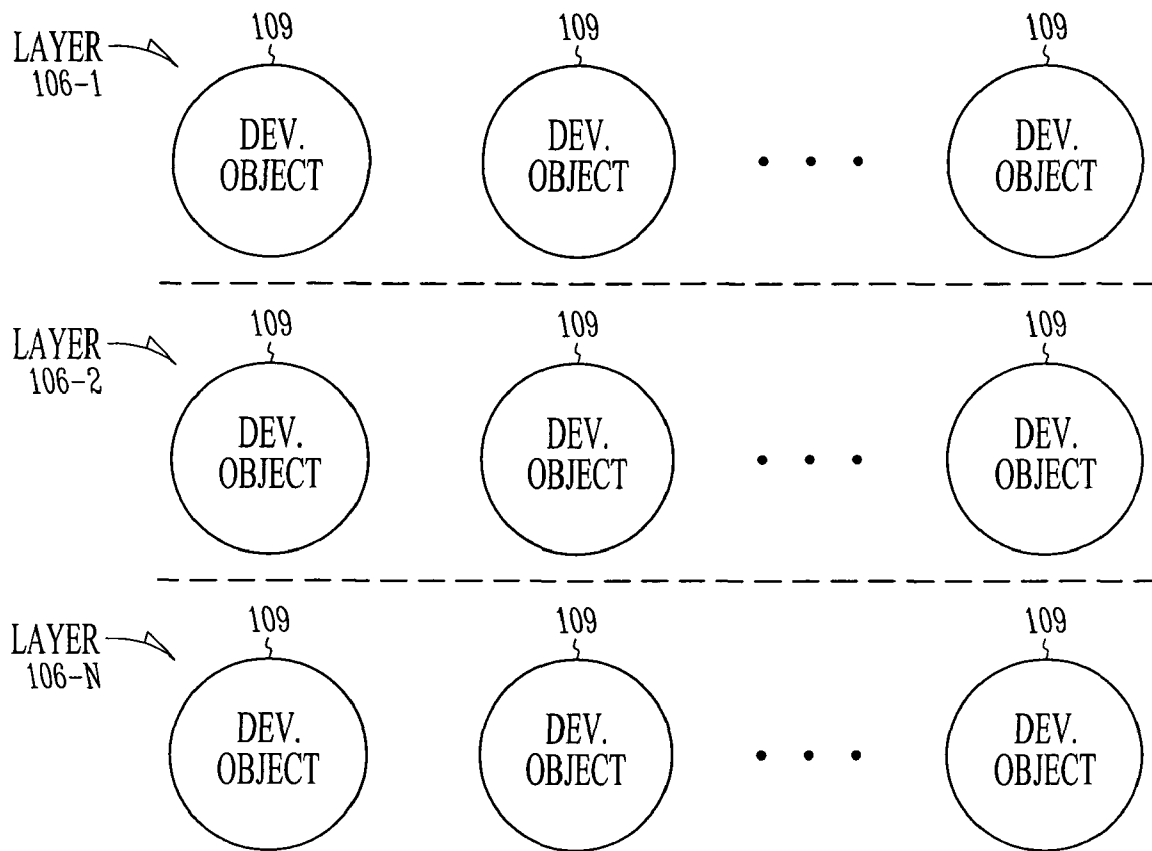 109 109 109
LAYER
106-1
DEV. DEV. DEV.
OBJECT OBJECT • • • OBJECT
109 109 109
LAYER
106-2
DEV. DEV. DEV.
OBJECT OBJECT • • • OBJECT
109 109 109
LAYER
106-N
DEV. DEV. DEV.
OBJECT OBJECT • • • OBJECT